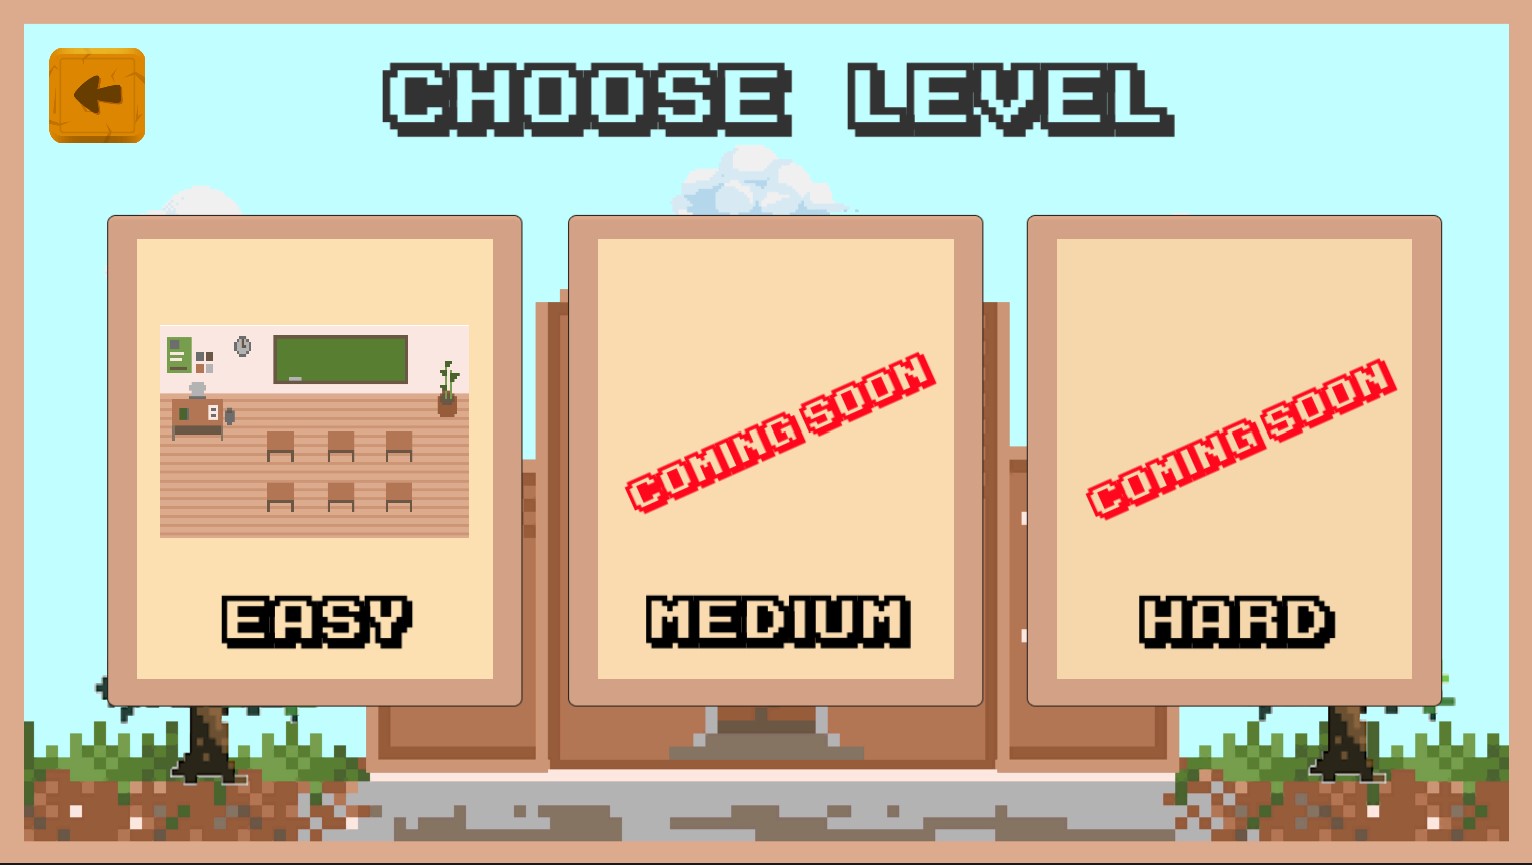 CHOOSE LEVEL
COMING SOON
COMING SOON
EASY
MEDIUM
HARD